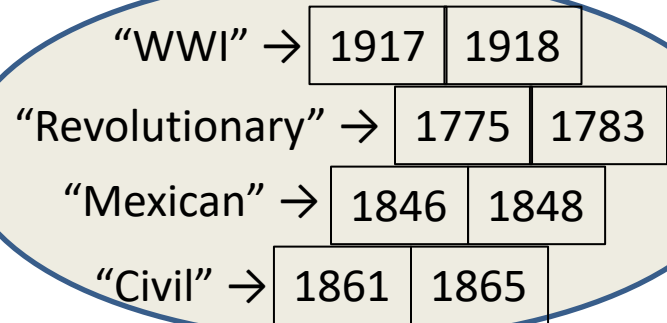 “WWI” → 1917 1918
“Revolutionary” → 1775 1783
“Mexican” → 1846 1848
“Civil” → 1861 1865